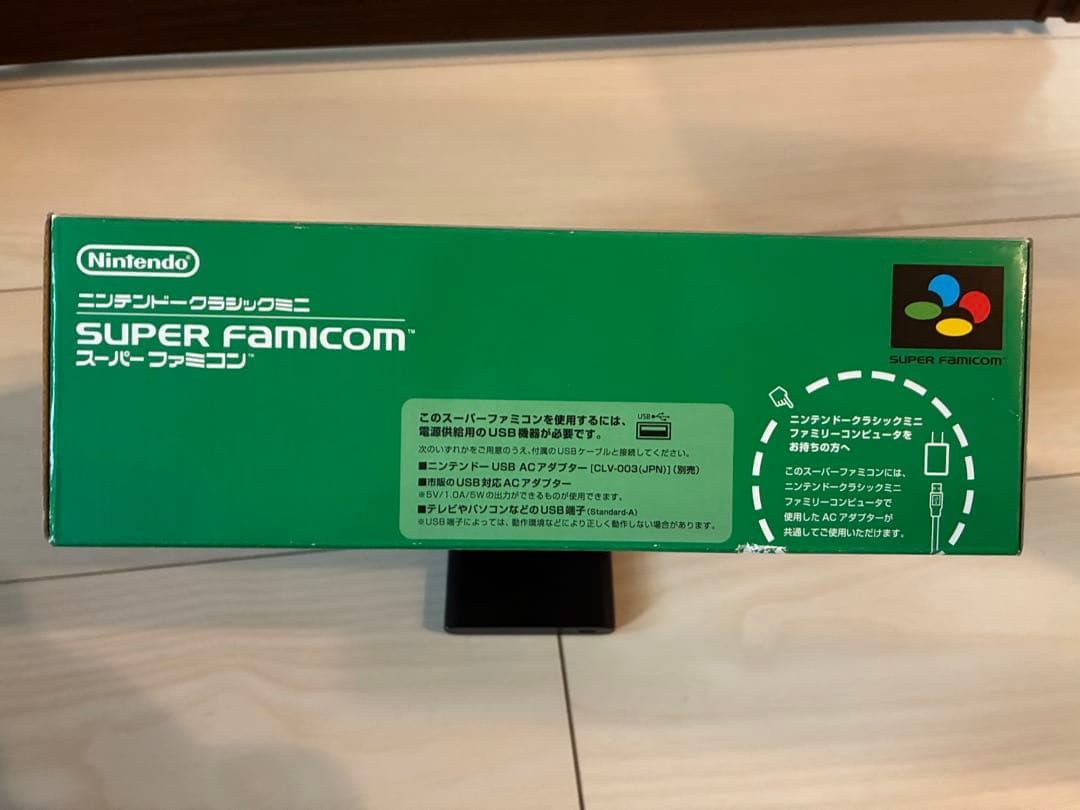 Nintendo®
ニンテンドークラシックミニ
SUPER FAMICOM™
スーパーファミコン™
SUPER FAMICOM™
このスーパーファミコンを使用するには、
電源供給用のUSB機器が必要です。
USB
次のいずれかをご用意のうえ、付属のUSBケーブルと接続してください。
■ニンテンドーUSB ACアダプター [CLV-003(JPN)] (別売)
■市販のUSB対応ACアダプター
※5V/1.0A/5Wの出力ができるものが使用できます。
■テレビやパソコンなどのUSB端子(Standard-A)
※USB端子によっては、動作環境などにより正しく動作しない場合があります。
ニンテンドークラシックミニ
ファミリーコンピュータを
お持ちの方へ
このスーパーファミコンには、
ニンテンドークラシックミニ
ファミリーコンピュータで
使用したACアダプターが
共通してご使用いただけます。